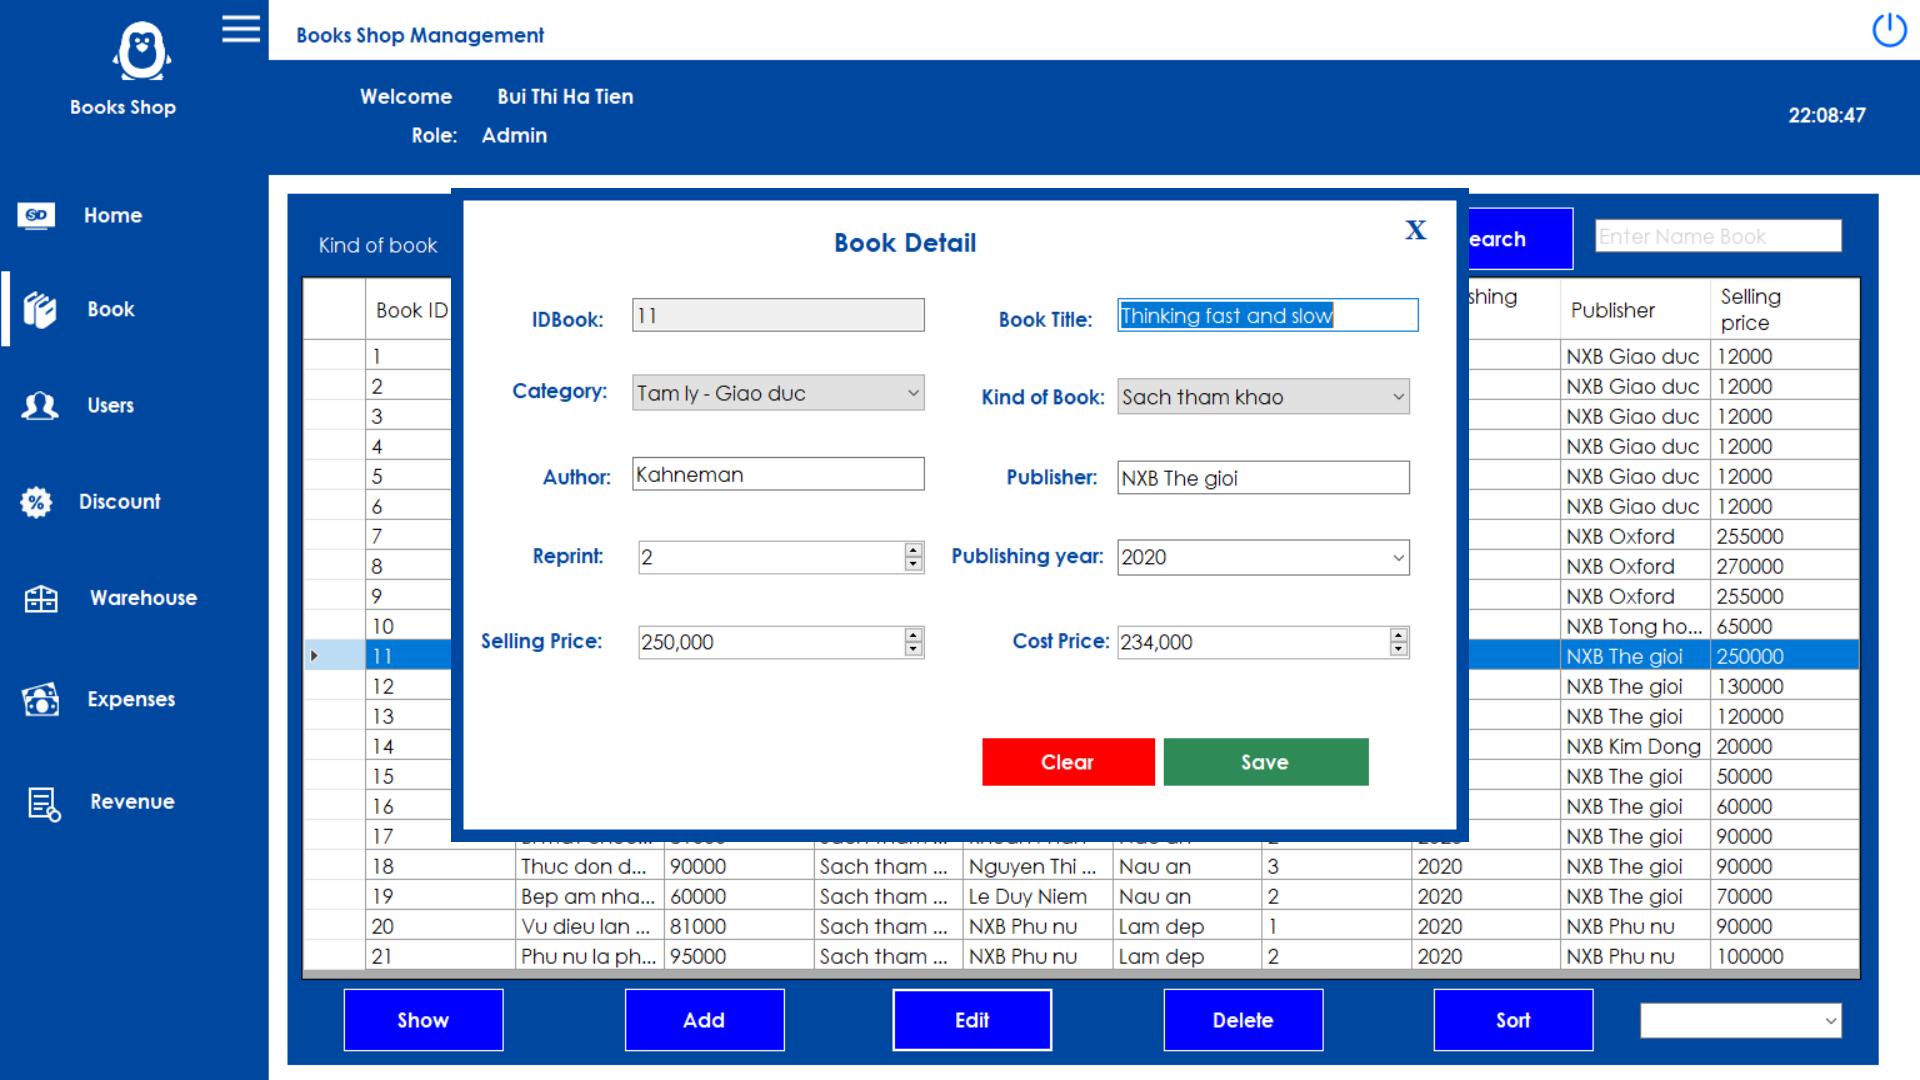 Books Shop
Books Shop Management
Welcome Bui Thi Ha Tien
Role: Admin
22:08:47
Home
Book
Users
Discount
Warehouse
Expenses
Revenue
Kind of book
earch
Enter Name Book
Book Detail
X
IDBook: 11
Book Title: Thinking fast and slow
Category: Tam ly - Giao duc
Kind of Book: Sach tham khao
Author: Kahneman
Publisher: NXB The gioi
Reprint: 2
Publishing year: 2020
Selling Price: 250,000
Cost Price: 234,000
Clear
Save
Book ID shing Publisher Selling price
1 NXB Giao duc 12000
2 NXB Giao duc 12000
3 NXB Giao duc 12000
4 NXB Giao duc 12000
5 NXB Giao duc 12000
6 NXB Giao duc 12000
7 NXB Oxford 255000
8 NXB Oxford 270000
9 NXB Oxford 255000
10 NXB Tong ho... 65000
11 NXB The gioi 250000
12 NXB The gioi 130000
13 NXB The gioi 120000
14 NXB Kim Dong 20000
15 NXB The gioi 50000
16 NXB The gioi 60000
17 NXB The gioi 90000
18 Thuc don d... 90000 Sach tham ... Nguyen Thi ... Nau an 3 2020 NXB The gioi 90000
19 Bep am nha... 60000 Sach tham ... Le Duy Niem Nau an 2 2020 NXB The gioi 70000
20 Vu dieu lan ... 81000 Sach tham ... NXB Phu nu Lam dep 1 2020 NXB Phu nu 90000
21 Phu nu la ph... 95000 Sach tham ... NXB Phu nu Lam dep 2 2020 NXB Phu nu 100000
Show
Add
Edit
Delete
Sort